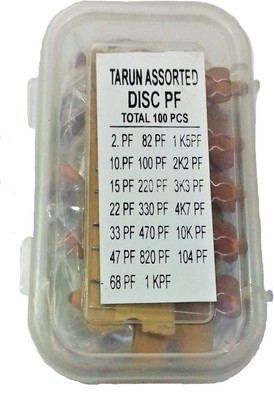 TARUN ASSORTED
DISC PF
TOTAL 100 PCS
2. PF 82 PF 1 K5PF
10.PF 100 PF 2K2 PF
15 PF 220 PF 3K3 PF
22 PF 330 PF 4K7 PF
33 PF 470 PF 10K PF
47 PF 820 PF 104 PF
68 PF 1 KPF